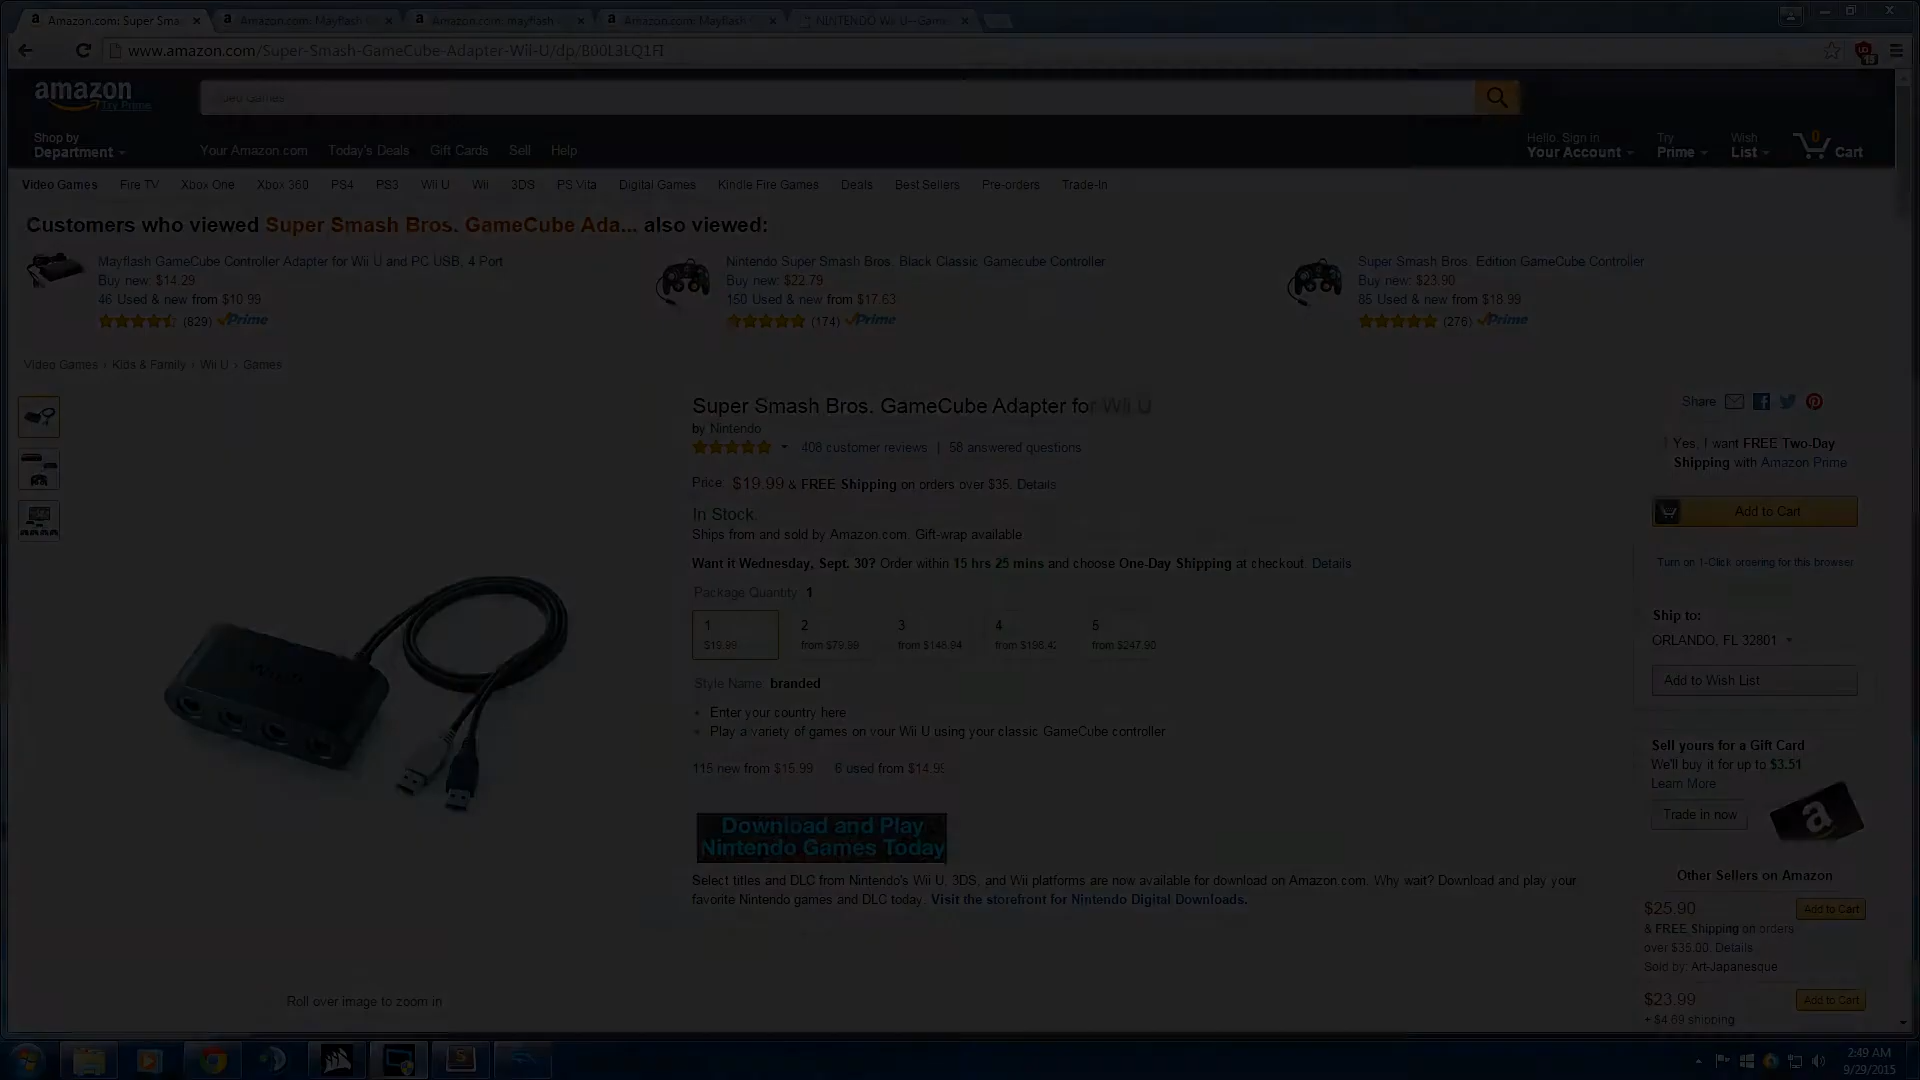 Amazon.com: Super Sma
Amazon.com: Mayflash
Amazon.com: mayflash
Amazon.com: Mayflash
NINTENDO Wii U--Game
www.amazon.com/Super-Smash-GameCube-Adapter-Wii-U/dp/B00L3LQ1FI
15
amazon
Try Prime
Shop by
Department
Your Amazon.com Today's Deals Gift Cards Sell Help
Hello. Sign in
Your Account
Try
Prime
Wish
List
0
Cart
Video Games Fire TV Xbox One Xbox 360 PS4 PS3 Wii U Wii 3DS PS Vita Digital Games Kindle Fire Games Deals Best Sellers Pre-orders Trade-In
Customers who viewed Super Smash Bros. GameCube Ada... also viewed:
Mayflash GameCube Controller Adapter for Wii U and PC USB, 4 Port
Buy new: $14.29
46 Used & new from $10.99
(829) Prime
Nintendo Super Smash Bros. Black Classic Gamecube Controller
Buy new: $22.79
150 Used & new from $17.63
(174) Prime
Super Smash Bros. Edition GameCube Controller
Buy new: $23.90
85 Used & new from $18.99
(276) Prime
Video Games › Kids & Family › Wii U › Games
Super Smash Bros. GameCube Adapter for Wii U
by Nintendo
408 customer reviews | 58 answered questions
Price: $19.99 & FREE Shipping on orders over $35. Details
In Stock.
Ships from and sold by Amazon.com. Gift-wrap available
Want it Wednesday, Sept. 30? Order within 15 hrs 25 mins and choose One-Day Shipping at checkout. Details
Package Quantity: 1
1 2 3 4 5
$19.99 from $79.99 from $145.94 from $198.42 from $247.90
Style Name: branded
• Enter your country here
• Play a variety of games on your Wii U using your classic GameCube controller
115 new from $15.99 6 used from $14.99
Download and Play
Nintendo Games Today
Select titles and DLC from Nintendo's Wii U, 3DS, and Wii platforms are now available for download on Amazon.com. Why wait? Download and play your
favorite Nintendo games and DLC today. Visit the storefront for Nintendo Digital Downloads.
Roll over image to zoom in
Share
Yes, I want FREE Two-Day
Shipping with Amazon Prime
Add to Cart
Turn on 1-Click ordering for this browser
Ship to:
ORLANDO, FL 32801
Add to Wish List
Sell yours for a Gift Card
We'll buy it for up to $3.51
Learn More
Trade in now
Other Sellers on Amazon
$25.90 Add to Cart
& FREE Shipping on orders
over $35.00. Details
Sold by: Art-Japanesque
$23.99 Add to Cart
+ $4.69 shipping
2:49 AM
9/29/2015